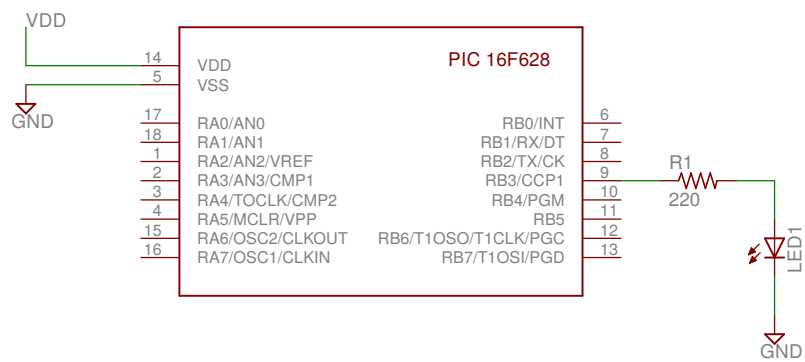 VDD
GND
PIC 16F628
14 VDD
5 VSS
17 RA0/AN0
18 RA1/AN1
1 RA2/AN2/VREF
2 RA3/AN3/CMP1
3 RA4/TOCLK/CMP2
4 RA5/MCLR/VPP
15 RA6/OSC2/CLKOUT
16 RA7/OSC1/CLKIN
RB0/INT 6
RB1/RX/DT 7
RB2/TX/CK 8
RB3/CCP1 9
RB4/PGM 10
RB5 11
RB6/T1OSO/T1CLK/PGC 12
RB7/T1OSI/PGD 13
R1
220
LED1
GND